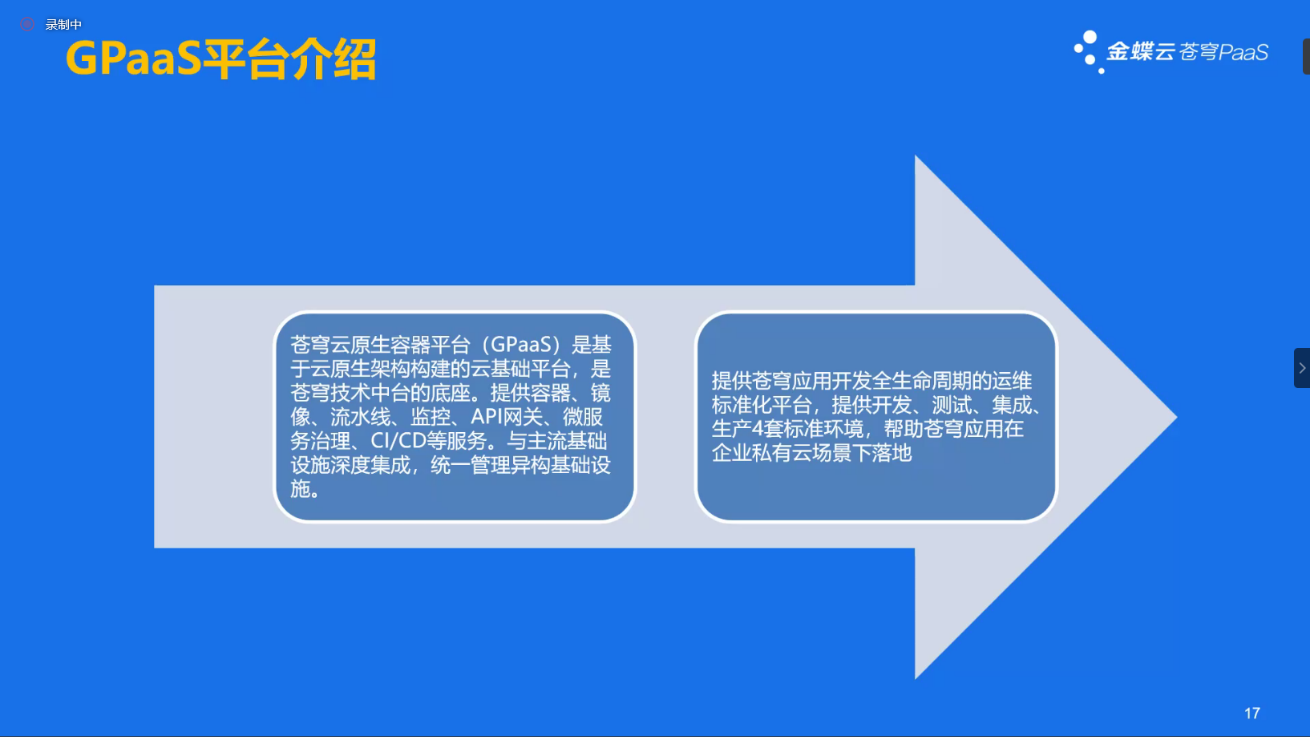 录制中
GPaaS平台介绍
金蝶云 苍穹PaaS
苍穹云原生容器平台（GPaaS）是基
于云原生架构构建的云基础平台，是
苍穹技术中台的底座。提供容器、镜
像、流水线、监控、API网关、微服
务治理、CI/CD等服务。与主流基础
设施深度集成，统一管理异构基础设
施。
提供苍穹应用开发全生命周期的运维
标准化平台，提供开发、测试、集成、
生产4套标准环境，帮助苍穹应用在
企业私有云场景下落地
17